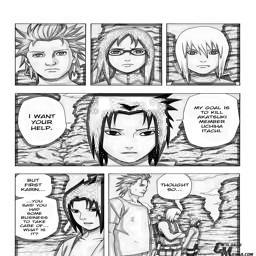 I WANT
YOUR
HELP.
MY GOAL IS
TO KILL
AKATSUKI
MEMBER
UCHIHA
ITACHI.
BUT
FIRST
KARIN...
...YOU
SAID YOU
HAD
SOME
BUSINESS
TO TAKE
CARE OF...
WHAT IS
IT?
THOUGHT
SO...